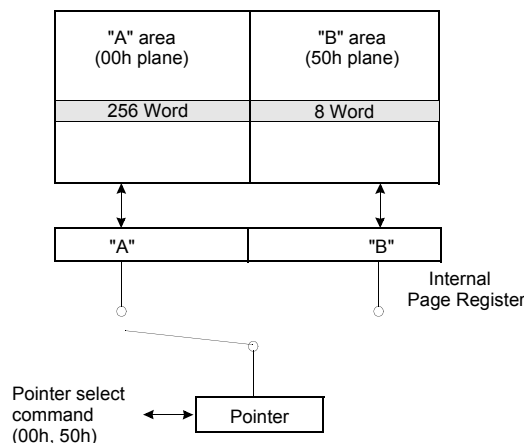 "A" area
(00h plane)
"B" area
(50h plane)
256 Word
8 Word
"A"
"B"
Internal
Page Register
Pointer select
command
(00h, 50h)
Pointer